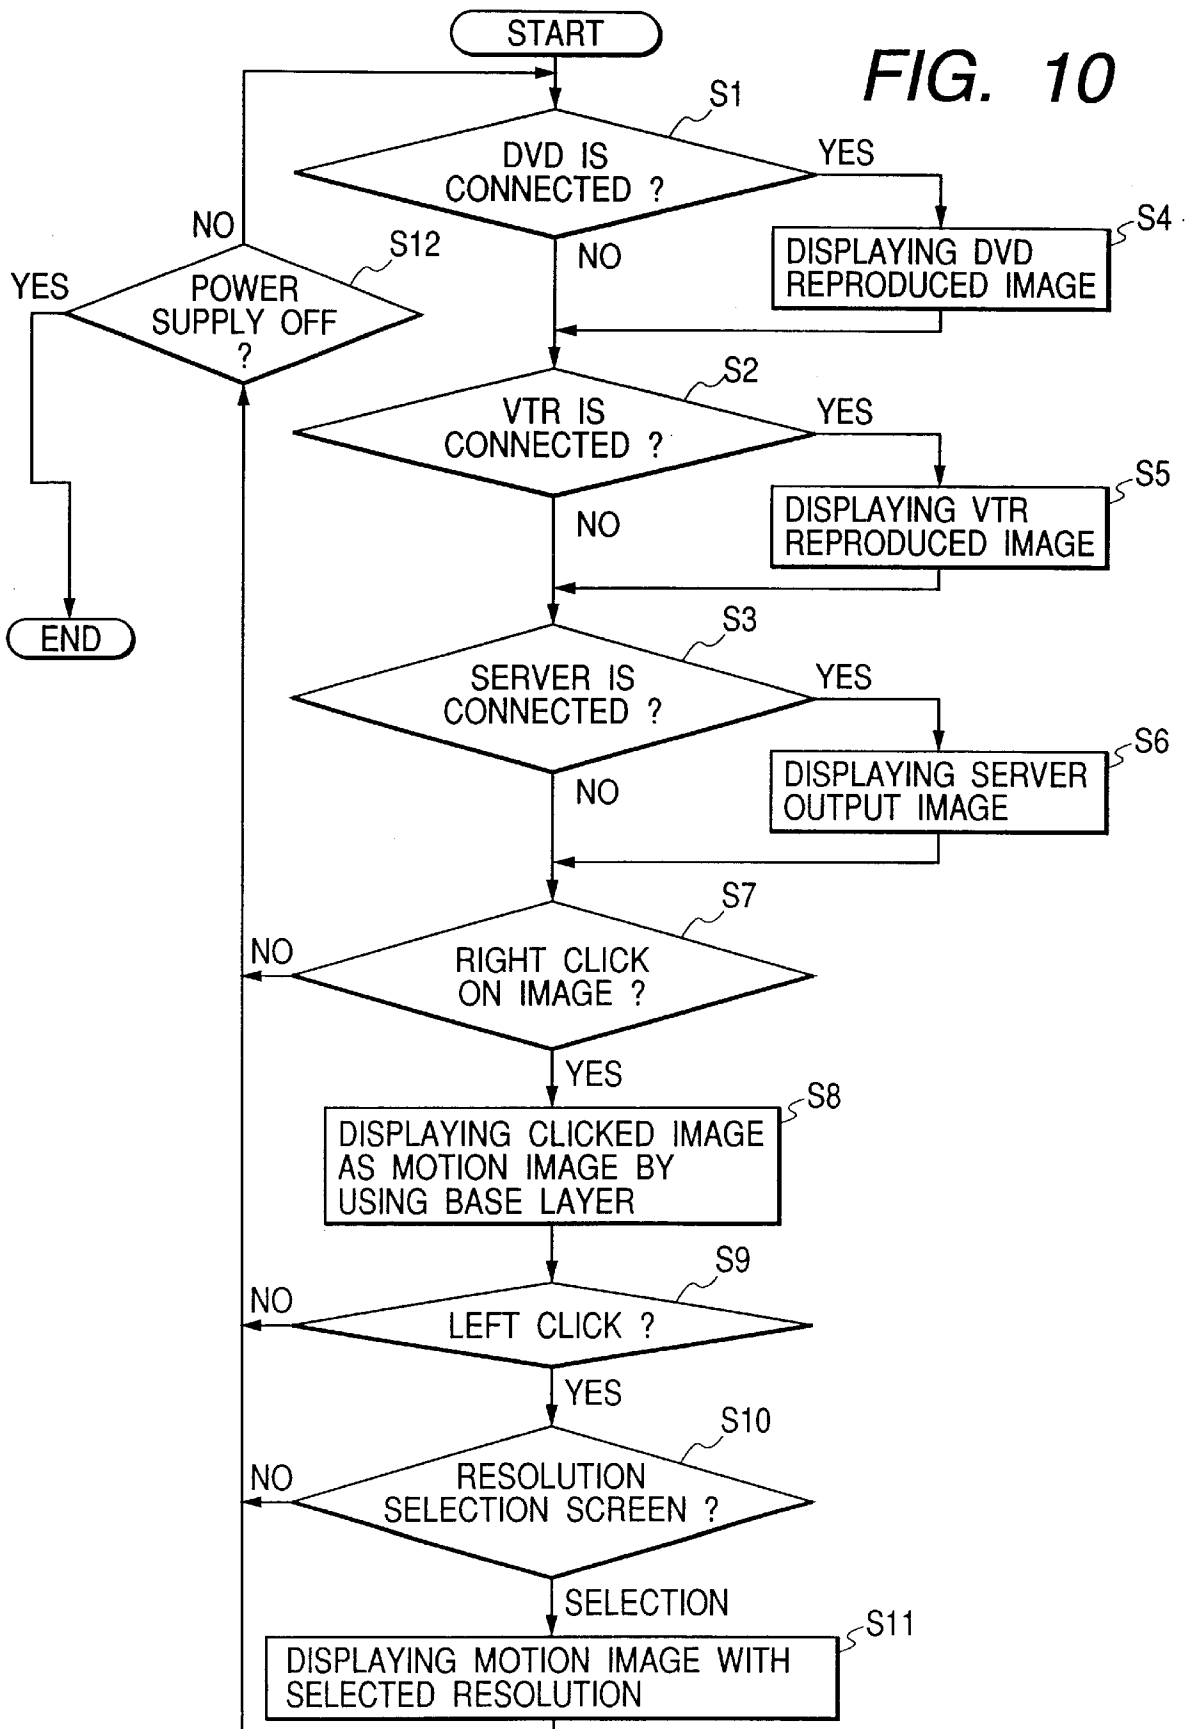 START
FIG. 10
S1
DVD IS
CONNECTED ?
YES
NO
S4
DISPLAYING DVD
REPRODUCED IMAGE
NO
S12
YES
POWER
SUPPLY OFF
?
END
S2
VTR IS
CONNECTED ?
YES
NO
S5
DISPLAYING VTR
REPRODUCED IMAGE
S3
SERVER IS
CONNECTED ?
YES
NO
S6
DISPLAYING SERVER
OUTPUT IMAGE
S7
NO
RIGHT CLICK
ON IMAGE ?
YES
S8
DISPLAYING CLICKED IMAGE
AS MOTION IMAGE BY
USING BASE LAYER
S9
NO
LEFT CLICK ?
YES
S10
NO
RESOLUTION
SELECTION SCREEN ?
SELECTION
S11
DISPLAYING MOTION IMAGE WITH
SELECTED RESOLUTION